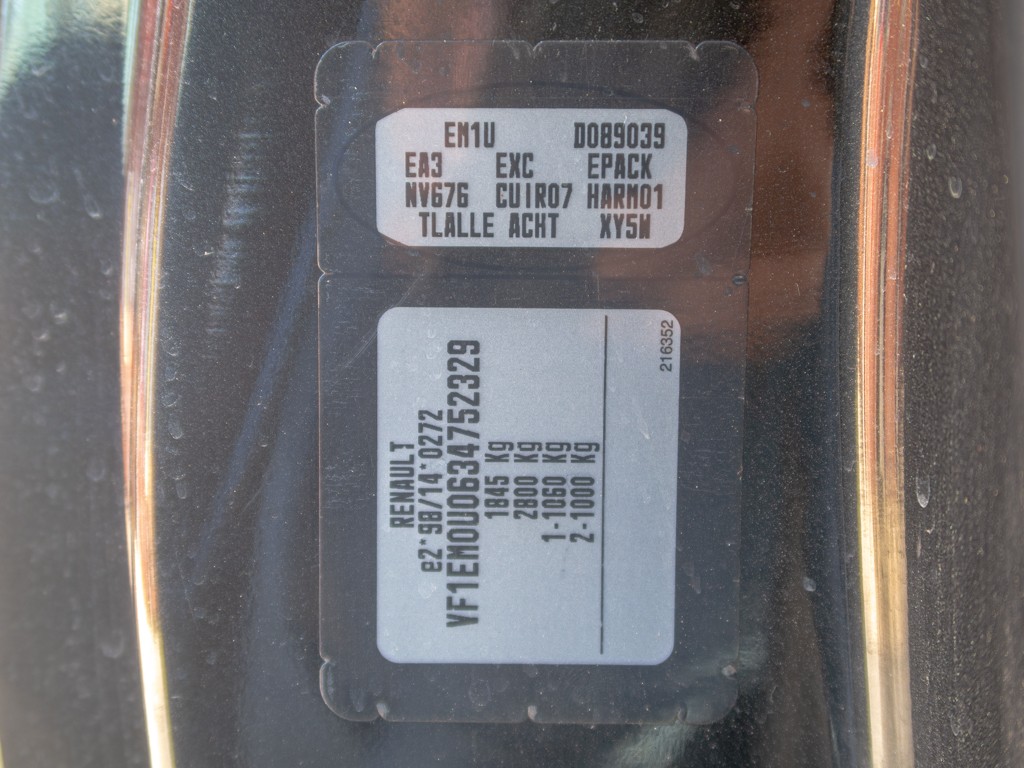 EM1U D089039
EA3 EXC EPACK
NV676 CUIR07 HARM01
TLALLE ACHT XY5N
RENAULT
e2*98/14*0272
VF1EM0U0634752329
1845 Kg
2800 Kg
1-1060 Kg
2-1000 Kg
216352